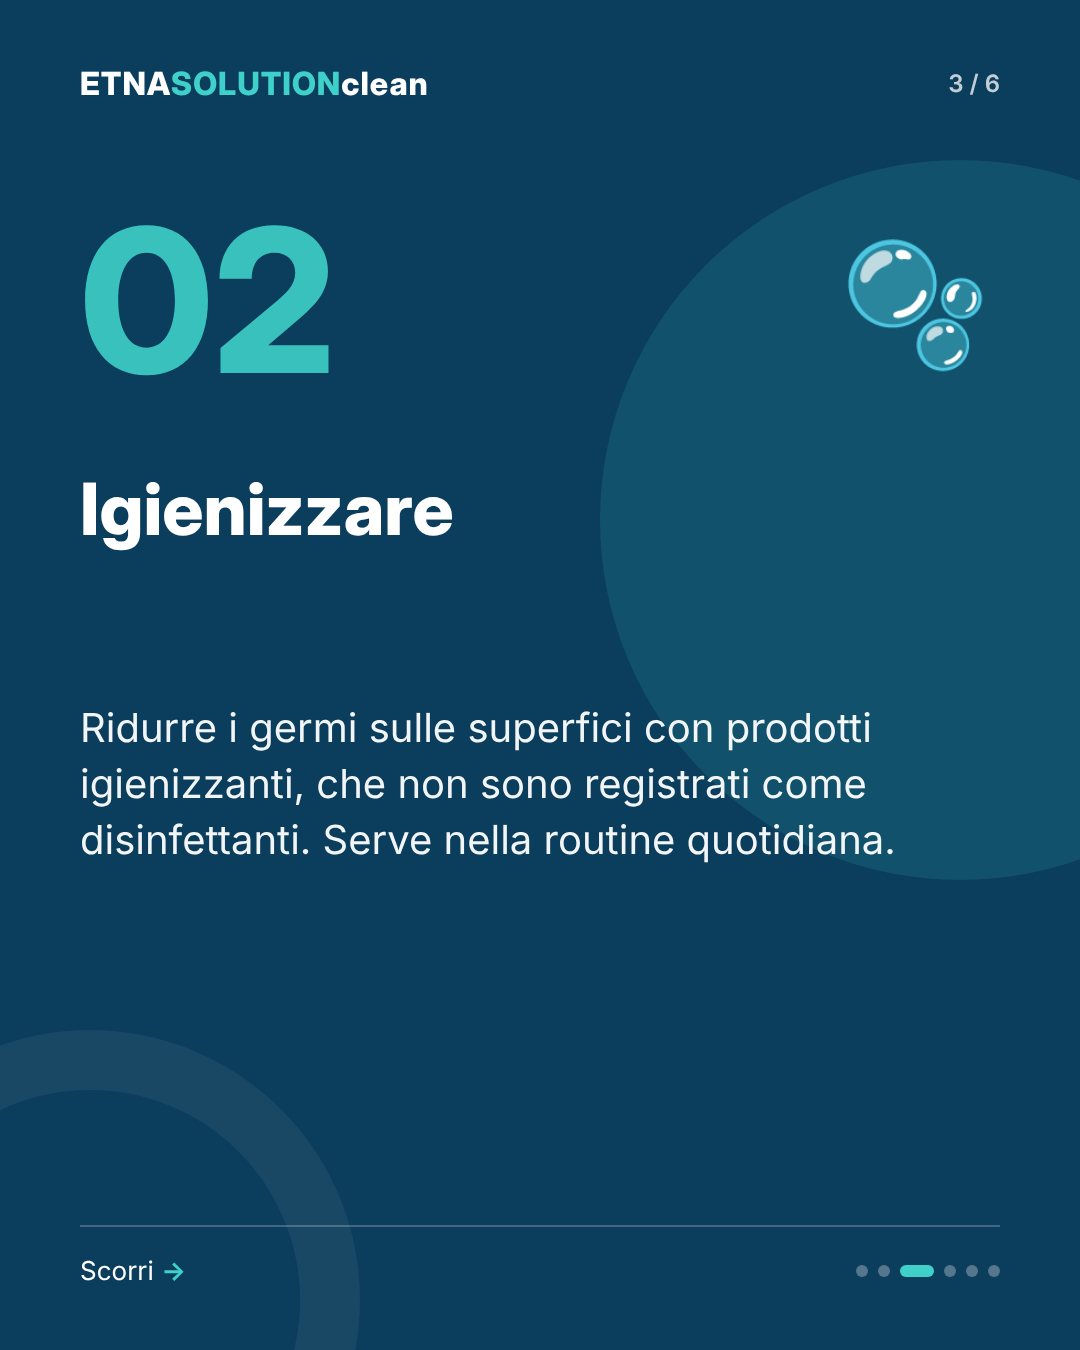 ETNASOLUTIONclean
3 / 6
02
Igienizzare
Ridurre i germi sulle superfici con prodotti
igienizzanti, che non sono registrati come
disinfettanti. Serve nella routine quotidiana.
Scorri →